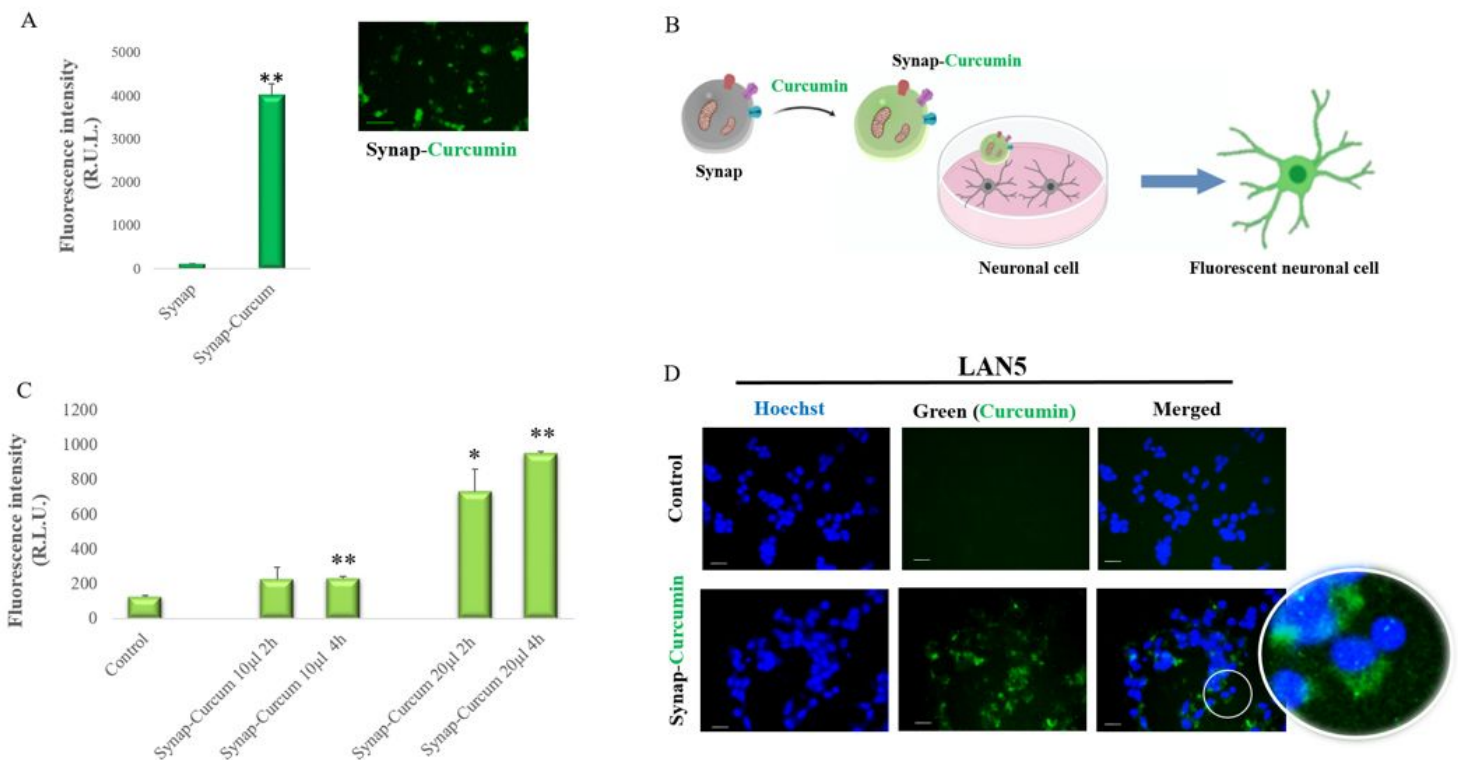 A
Fluorescence intensity
(R.U.L.)
5000
4000
3000
2000
1000
0
**
Synap
Synap-Curcum
Synap-Curcumin
B
Synap
Curcumin
Synap-Curcumin
Neuronal cell
Fluorescent neuronal cell
C
Fluorescence intensity
(R.L.U.)
1200
1000
800
600
400
200
0
**
*
**
Control
Synap-Curcum 10µl 2h
Synap-Curcum 10µl 4h
Synap-Curcum 20µl 2h
Synap-Curcum 20µl 4h
D
LAN5
Hoechst
Green (Curcumin)
Merged
Control
Synap-Curcumin